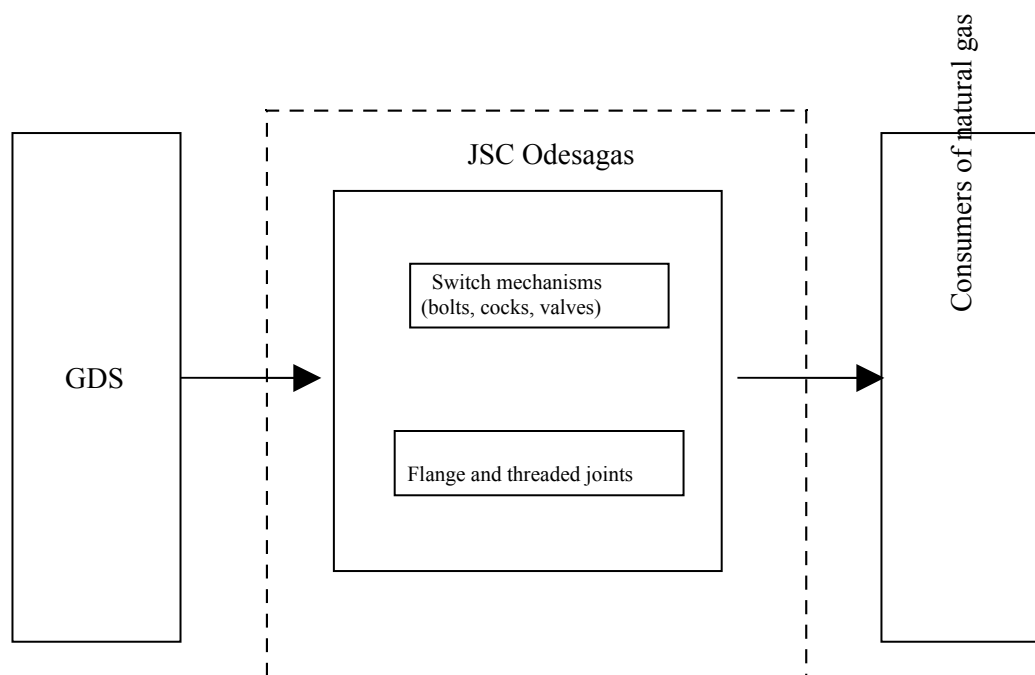 JSC Odesagas
Switch mechanisms
(bolts, cocks, valves)
GDS
Flange and threaded joints
Consumers of natural gas